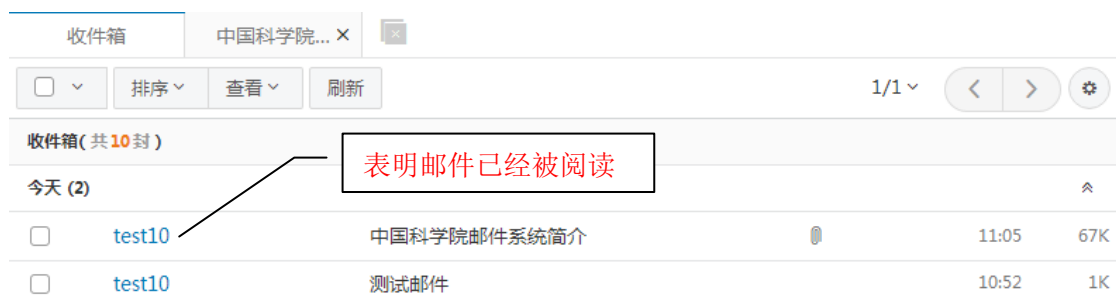 收件箱 中国科学院... ×
排序 查看 刷新 1/1
收件箱(共10封)
表明邮件已经被阅读
今天 (2)
test10 中国科学院邮件系统简介 11:05 67K
test10 测试邮件 10:52 1K